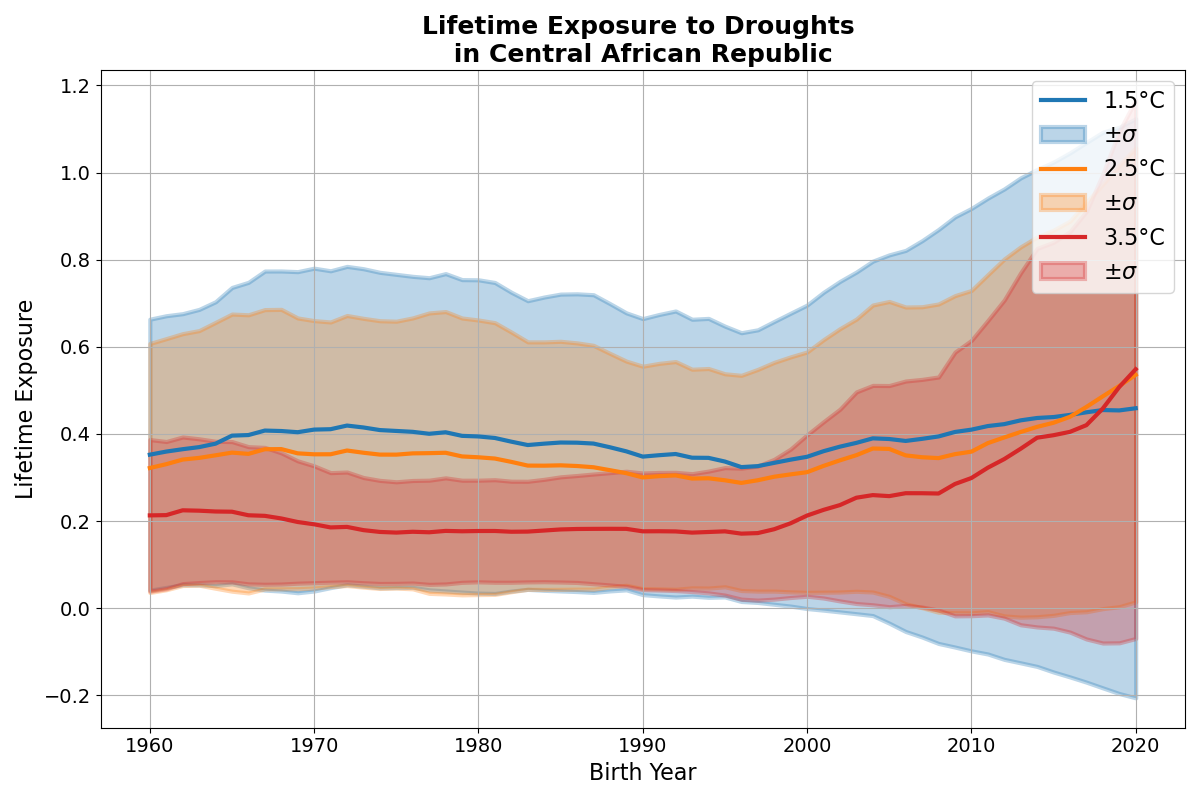 Lifetime Exposure to Droughts
in Central African Republic
1.2
1.0
0.8
0.6
0.4
0.2
0.0
−0.2
Lifetime Exposure
1.5°C
±σ
2.5°C
±σ
3.5°C
±σ
1960
1970
1980
1990
2000
2010
2020
Birth Year